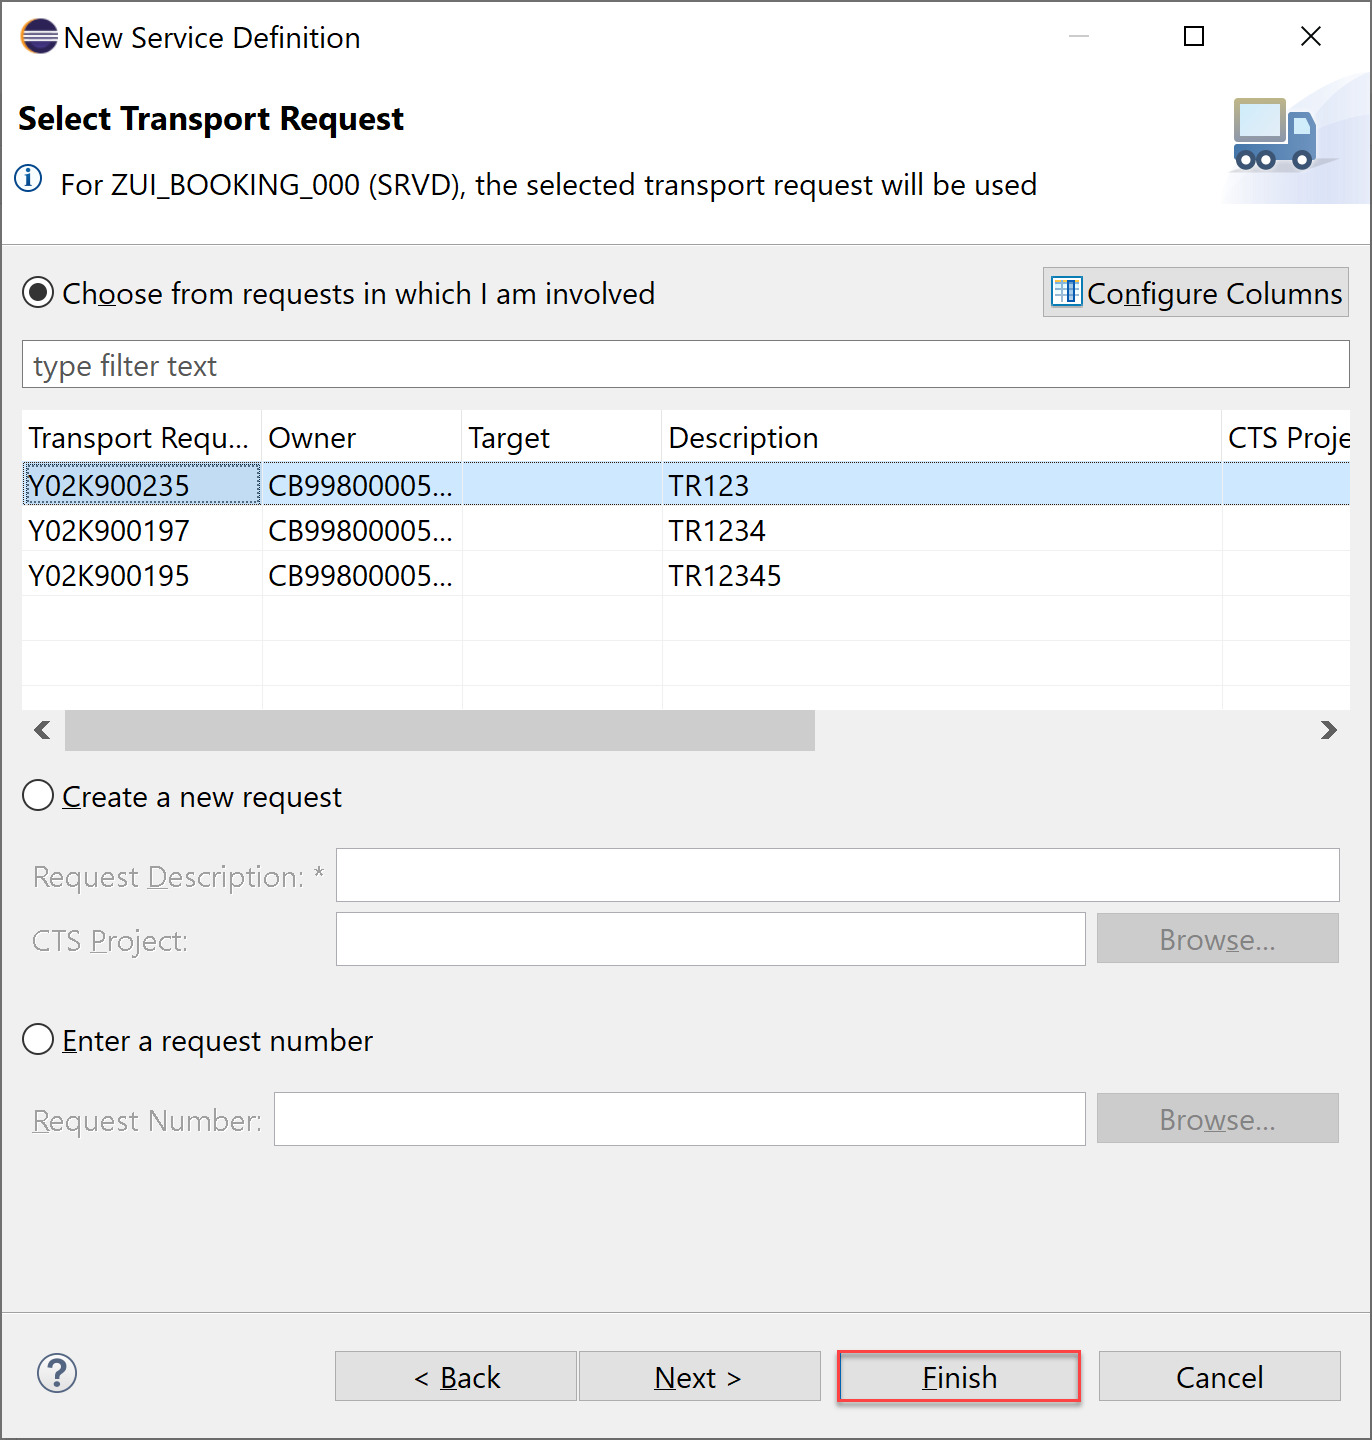 New Service Definition
Select Transport Request
For ZUI_BOOKING_000 (SRVD), the selected transport request will be used
Choose from requests in which I am involved
Configure Columns
type filter text
Transport Requ... Owner Target Description CTS Proje
Y02K900235 CB99800005... TR123
Y02K900197 CB99800005... TR1234
Y02K900195 CB99800005... TR12345
Create a new request
Request Description: *
CTS Project: Browse...
Enter a request number
Request Number: Browse...
? < Back Next > Finish Cancel